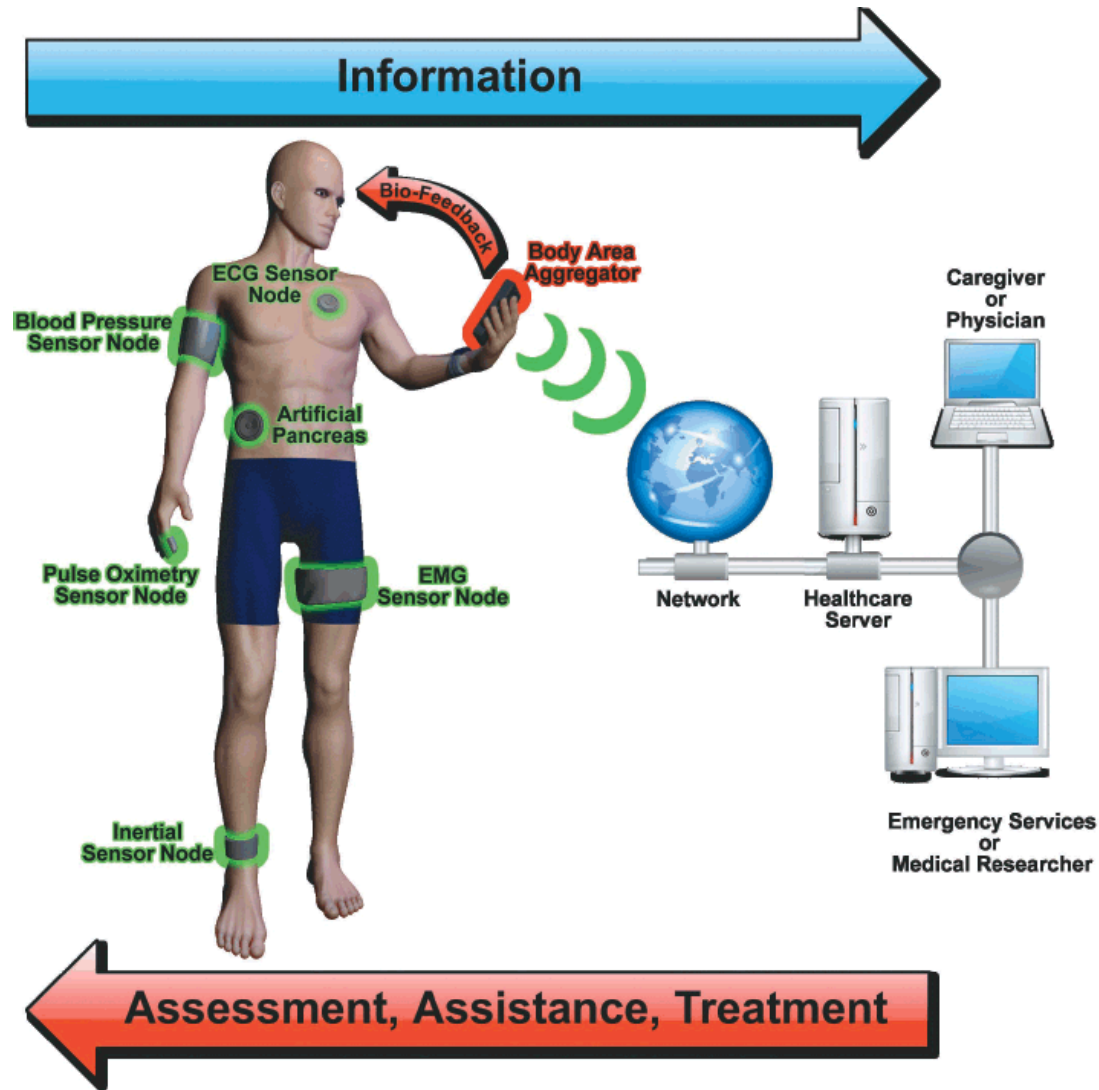 Information
Bio-Feedback
Body Area
Aggregator
ECG Sensor
Node
Blood Pressure
Sensor Node
Artificial
Pancreas
Pulse Oximetry
Sensor Node
EMG
Sensor Node
Inertial
Sensor Node
Caregiver
or
Physician
Network
Healthcare
Server
Emergency Services
or
Medical Researcher
Assessment, Assistance, Treatment